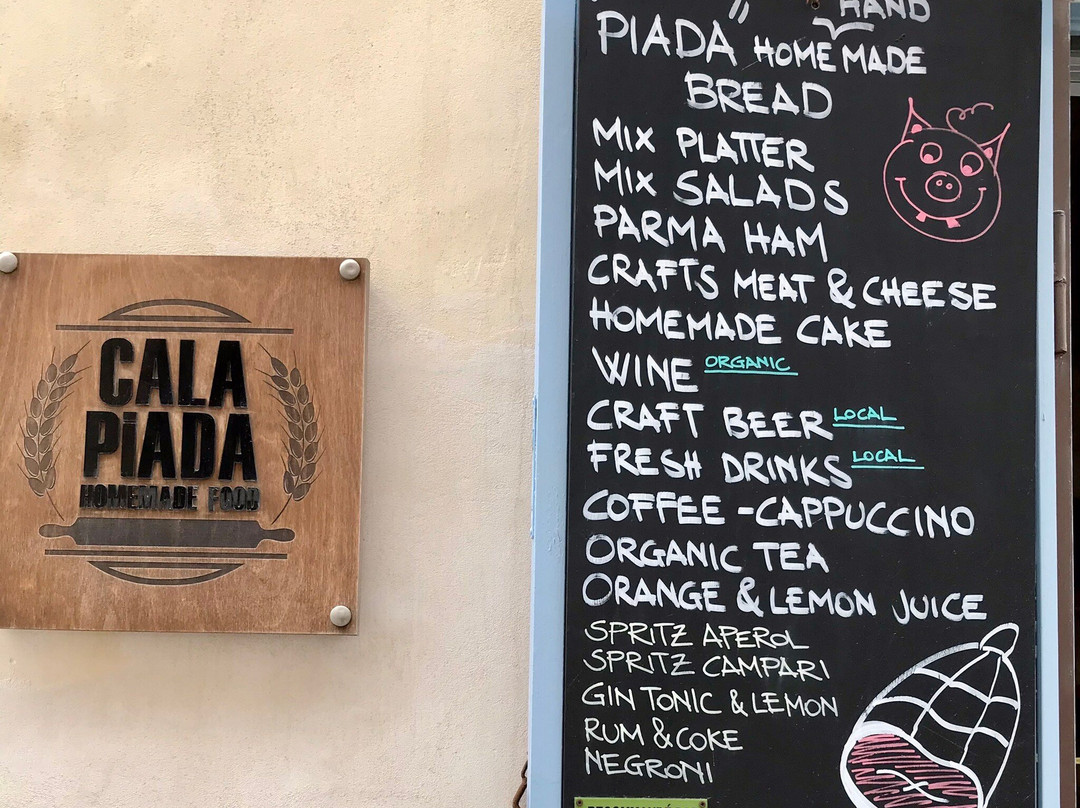 CALA
PiADA
HOMEMADE FOOD
HAND
PIADA HOMEMADE
BREAD
MIX PLATTER
MIX SALADS
PARMA HAM
CRAFTS MEAT & CHEESE
HOMEMADE CAKE
WINE ORGANIC
CRAFT BEER LOCAL
FRESH DRINKS LOCAL
COFFEE - CAPPUCCINO
ORGANIC TEA
ORANGE & LEMON JUICE
SPRITZ APEROL
SPRITZ CAMPARI
GIN TONIC & LEMON
RUM & COKE
NEGRONI